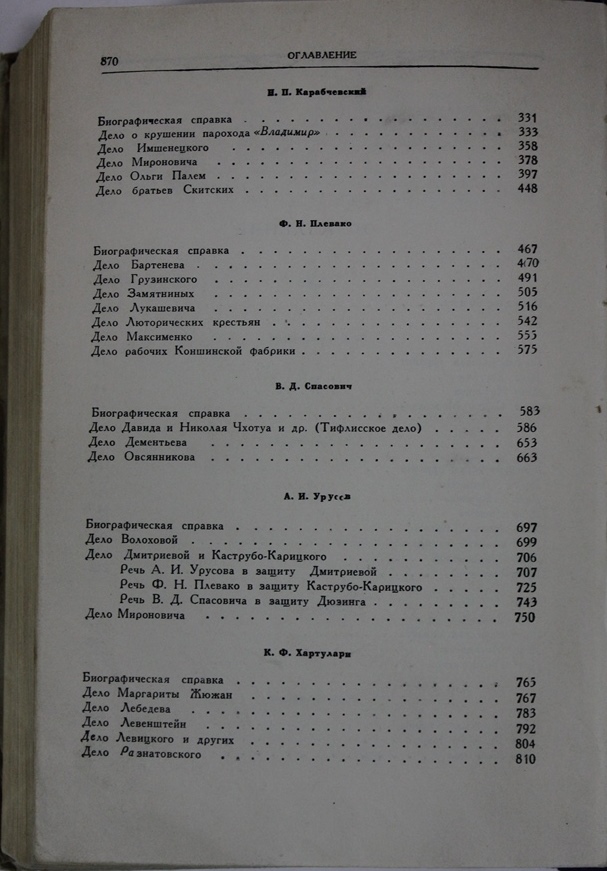 870
ОГЛАВЛЕНИЕ
Н. П. Карабчевский
Биографическая справка . . . . . . . . . . . . . . . . 331
Дело о крушении парохода «Владимир» . . . . . . . . . . . 333
Дело Имшенецкого . . . . . . . . . . . . . . . . 358
Дело Мироновича . . . . . . . . . . . . . . . . 378
Дело Ольги Палем . . . . . . . . . . . . . . . . 397
Дело братьев Скитских . . . . . . . . . . . . . . . . 448
Ф. Н. Плевако
Биографическая справка . . . . . . . . . . . . . . . . 467
Дело Бартенева . . . . . . . . . . . . . . . . 470
Дело Грузинского . . . . . . . . . . . . . . . . 491
Дело Замятниных . . . . . . . . . . . . . . . . 505
Дело Лукашевича . . . . . . . . . . . . . . . . 516
Дело Люторических крестьян . . . . . . . . . . . . . . 542
Дело Максименко . . . . . . . . . . . . . . . . 555
Дело рабочих Коншинской фабрики . . . . . . . . . . . . 575
В. Д. Спасович
Биографическая справка . . . . . . . . . . . . . . . . 583
Дело Давида и Николая Чхотуа и др. (Тифлисское дело) . . . . . 586
Дело Дементьева . . . . . . . . . . . . . . . . 653
Дело Овсянникова . . . . . . . . . . . . . . . . 663
А. И. Урусов
Биографическая справка . . . . . . . . . . . . . . . . 697
Дело Волоховой . . . . . . . . . . . . . . . . 699
Дело Дмитриевой и Каструбо-Карицкого . . . . . . . . . . 706
Речь А. И. Урусова в защиту Дмитриевой . . . . . . . 707
Речь Ф. Н. Плевако в защиту Каструбо-Карицкого . . . . . 725
Речь В. Д. Спасовича в защиту Дюзинга . . . . . . . . 743
Дело Мироновича . . . . . . . . . . . . . . . . 750
К. Ф. Хартулари
Биографическая справка . . . . . . . . . . . . . . . . 765
Дело Маргариты Жюжан . . . . . . . . . . . . . . . . 767
Дело Лебедева . . . . . . . . . . . . . . . . 783
Дело Левенштейн . . . . . . . . . . . . . . . . 792
Дело Левицкого и других . . . . . . . . . . . . . . . . 804
Дело Разнатовского . . . . . . . . . . . . . . . . 810